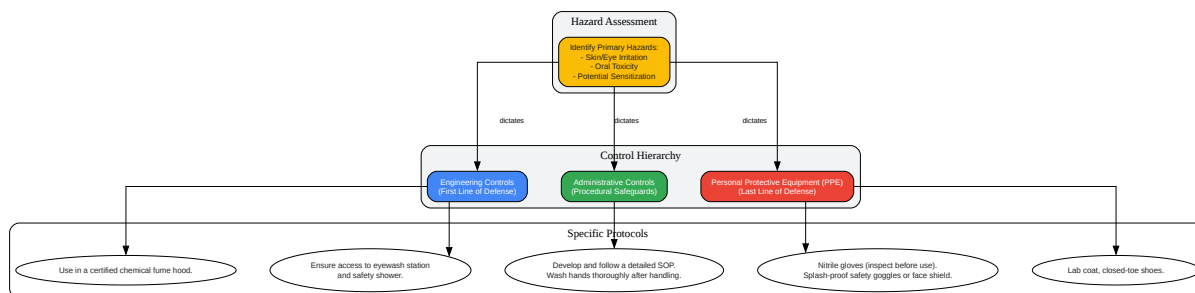 Hazard Assessment
Identify Primary Hazards:
- Skin/Eye Irritation
- Oral Toxicity
- Potential Sensitization
dictates
dictates
dictates
Control Hierarchy
Engineering Controls
(First Line of Defense)
Administrative Controls
(Procedural Safeguards)
Personal Protective Equipment (PPE)
(Last Line of Defense)
Specific Protocols
Use in a certified chemical fume hood.
Ensure access to eyewash station
and safety shower.
Develop and follow a detailed SOP.
Wash hands thoroughly after handling.
Nitrile gloves (inspect before use).
Splash-proof safety goggles or face shield.
Lab coat, closed-toe shoes.